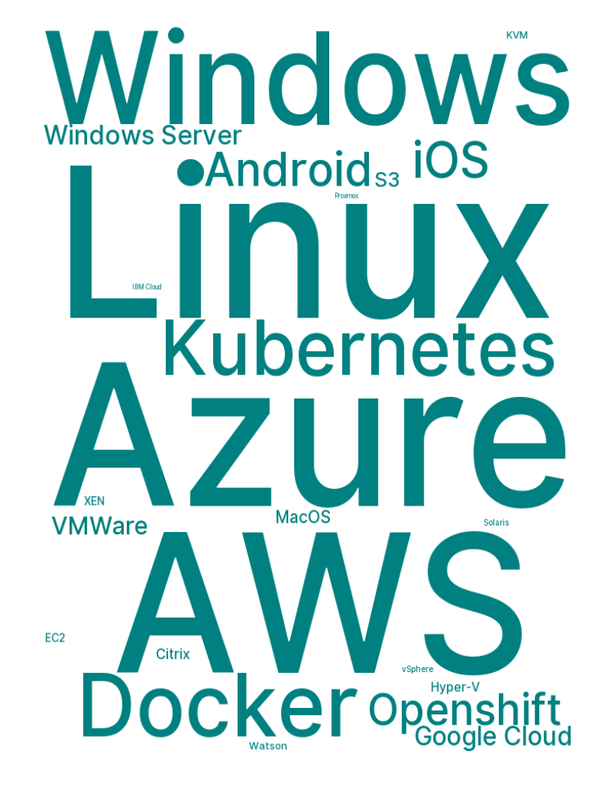 Windows
KVM
Windows Server
iOS
Android
S3
Proxmox
Linux
IBM Cloud
Kubernetes
Azure
XEN
MacOS
VMWare
Solaris
AWS
EC2
Citrix
vSphere
Docker
Hyper-V
Openshift
Google Cloud
Watson